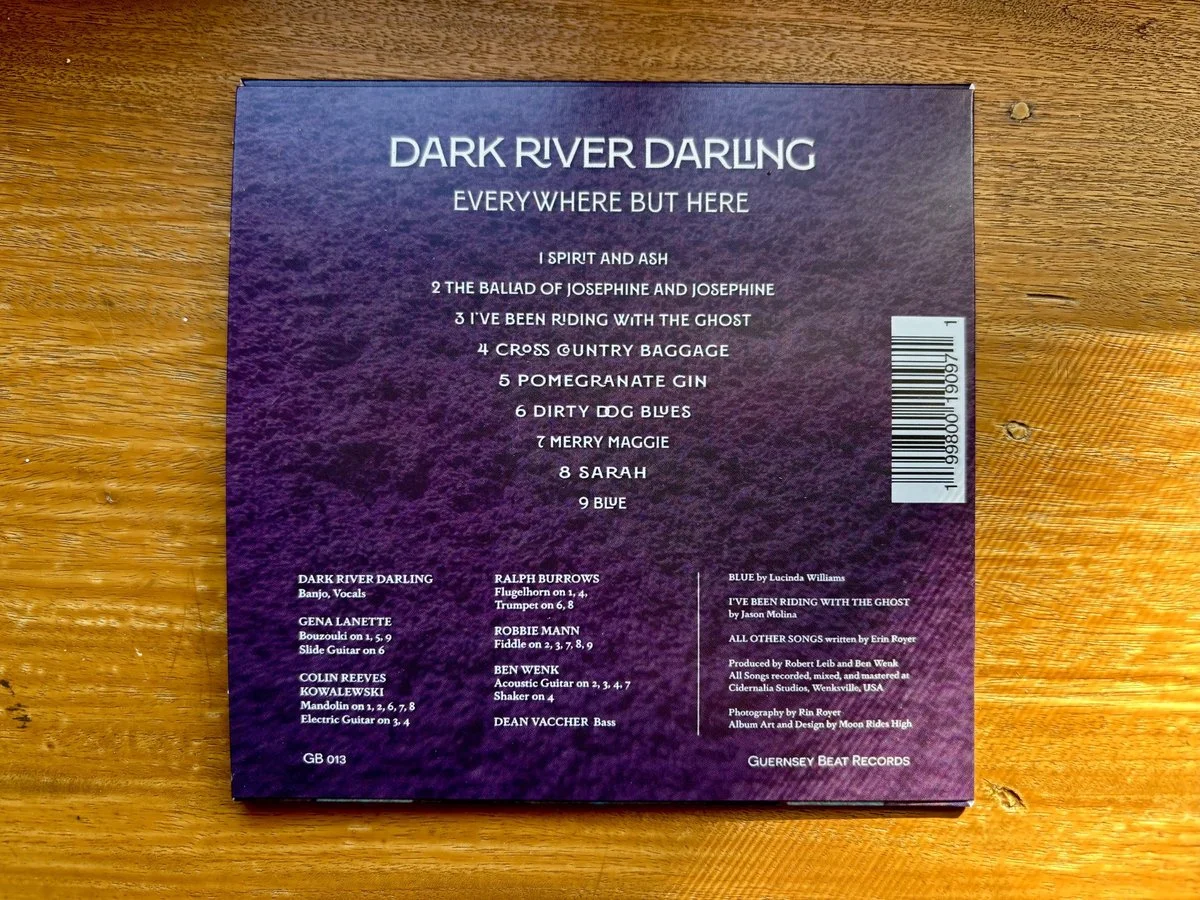 DARK RIVER DARLING
EVERYWHERE BUT HERE
1 SPIRIT AND ASH
2 THE BALLAD OF JOSEPHINE AND JOSEPHINE
3 I'VE BEEN RIDING WITH THE GHOST
4 CROSS COUNTRY BAGGAGE
5 POMEGRANATE GIN
6 DIRTY DOG BLUES
7 MERRY MAGGIE
8 SARAH
9 BLUE
1 99800 19097 1
DARK RIVER DARLING
Banjo, Vocals
GENA LANETTE
Bouzouki on 1, 5, 9
Slide Guitar on 6
COLIN REEVES
KOWALEWSKI
Mandolin on 1, 2, 6, 7, 8
Electric Guitar on 3, 4
RALPH BURROWS
Flugelhorn on 1, 4,
Trumpet on 6, 8
ROBBIE MANN
Fiddle on 2, 3, 7, 8, 9
BEN WENK
Acoustic Guitar on 2, 3, 4, 7
Shaker on 4
DEAN VACCHER Bass
BLUE by Lucinda Williams
I'VE BEEN RIDING WITH THE GHOST
by Jason Molina
ALL OTHER SONGS written by Erin Royer
Produced by Robert Leib and Ben Wenk
All Songs recorded, mixed, and mastered at
Cidernalia Studios, Wenksville, USA
Photography by Rin Royer
Album Art and Design by Moon Rides High
GB 013
GUERNSEY BEAT RECORDS